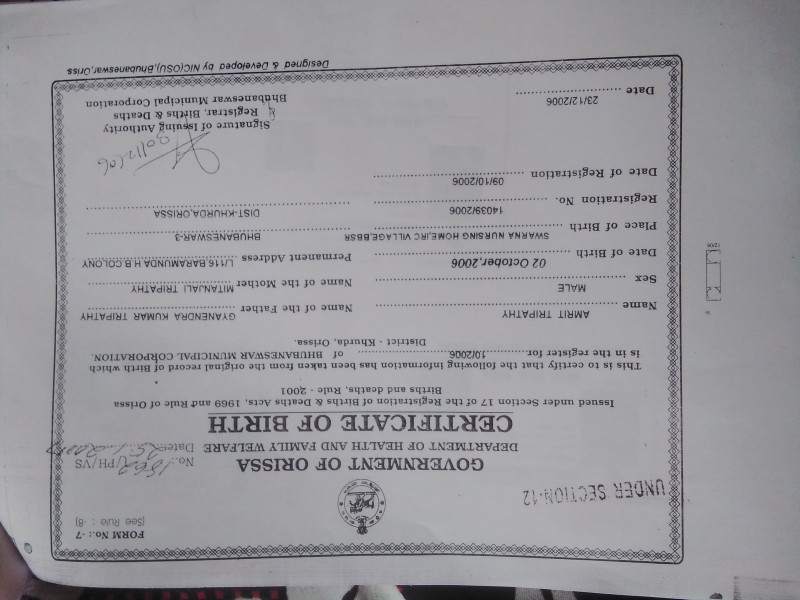 FORM No.: -7
(See Rule : 8)
UNDER SECTION-12
GOVERNMENT OF ORISSA
DEPARTMENT OF HEALTH AND FAMILY WELFARE
No.: /PH/VS
Date:
CERTIFICATE OF BIRTH
Issued under Section 17 of the Registration of Births & Deaths Acts, 1969 and of Rule of Orissa
Births and deaths, Rule - 2001
This is to certify that the following information has been taken from the original record of Birth which
is in the register for 10/2006 of BHUBANESWAR MUNICIPAL CORPORATION.
District - Khurda, Orissa.
Name AMRIT TRIPATHY Name of the Father GYANENDRA KUMAR TRIPATHY
Sex MALE Name of the Mother MITANJALI TRIPATHY
Date of Birth 02 October,2006 Permanent Address L/116 BARAMUNDA H B COLONY
Place of Birth SWARNA NURSING HOME,IRC VILLAGE,BBSR BHUBANESWAR-3
Registration No. 14039/2006 DIST-KHURDA,ORISSA
Date of Registration 09/10/2006
Signature of Issuing Authority
Registrar, Births & Deaths
Bhubaneswar Municipal Corporation
Date 23/12/2006
Designed & Developed by NIC(OSU),Bhubaneswar,Oriss